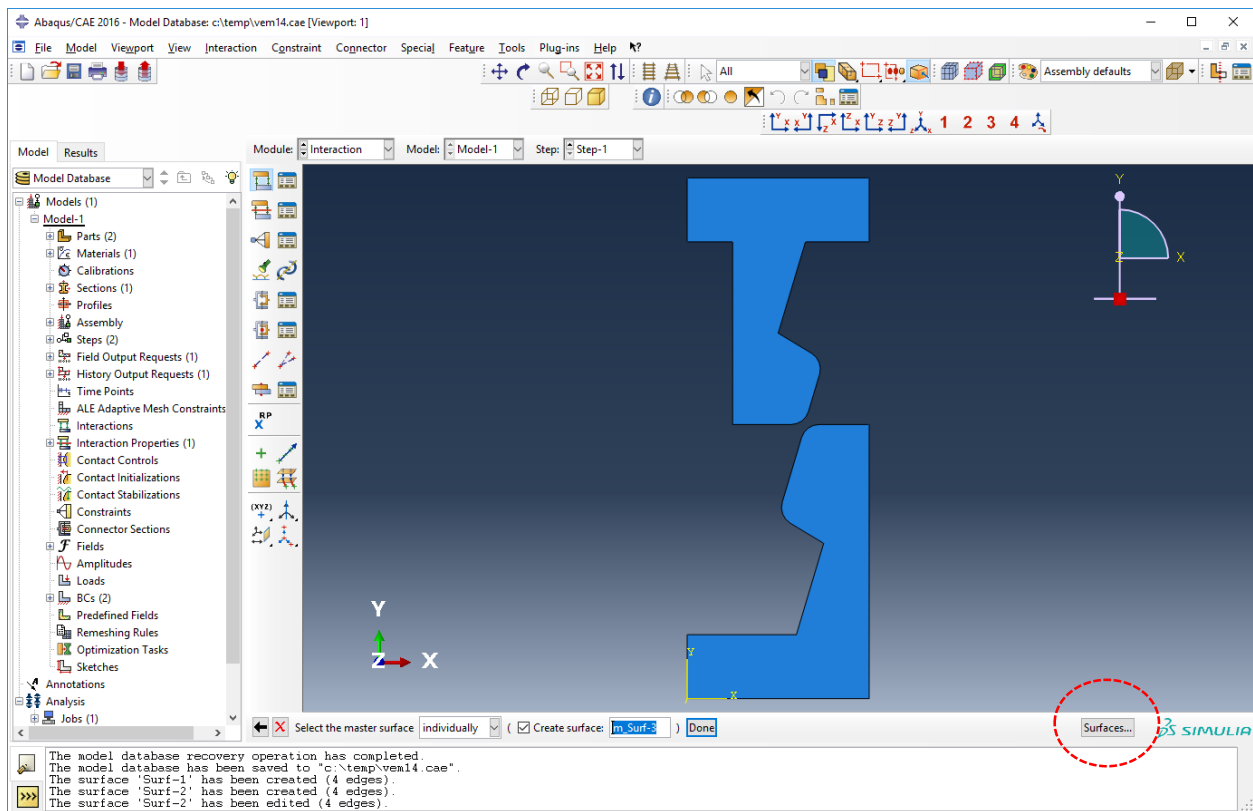 Abaqus/CAE 2016 - Model Database: c:\temp\vem14.cae [Viewport: 1]
File Model Viewport View Interaction Constraint Connector Special Feature Tools Plug-ins Help
All
Assembly defaults
1 2 3 4
Model Results
Module: Interaction Model: Model-1 Step: Step-1
Model Database
Models (1)
Model-1
Parts (2)
Materials (1)
Calibrations
Sections (1)
Profiles
Assembly
Steps (2)
Field Output Requests (1)
History Output Requests (1)
Time Points
ALE Adaptive Mesh Constraints
Interactions
Interaction Properties (1)
Contact Controls
Contact Initializations
Contact Stabilizations
Constraints
Connector Sections
Fields
Amplitudes
Loads
BCs (2)
Predefined Fields
Remeshing Rules
Optimization Tasks
Sketches
Annotations
Analysis
Jobs (1)
RP
(XYZ)
Y
Z X
Y
Z X
Y
X
Select the master surface individually ( Create surface: m_Surf-3 ) Done
Surfaces...
SIMULIA
The model database recovery operation has completed.
The model database has been saved to "c:\temp\vem14.cae".
The surface 'Surf-1' has been created (4 edges).
The surface 'Surf-2' has been created (4 edges).
The surface 'Surf-2' has been edited (4 edges).